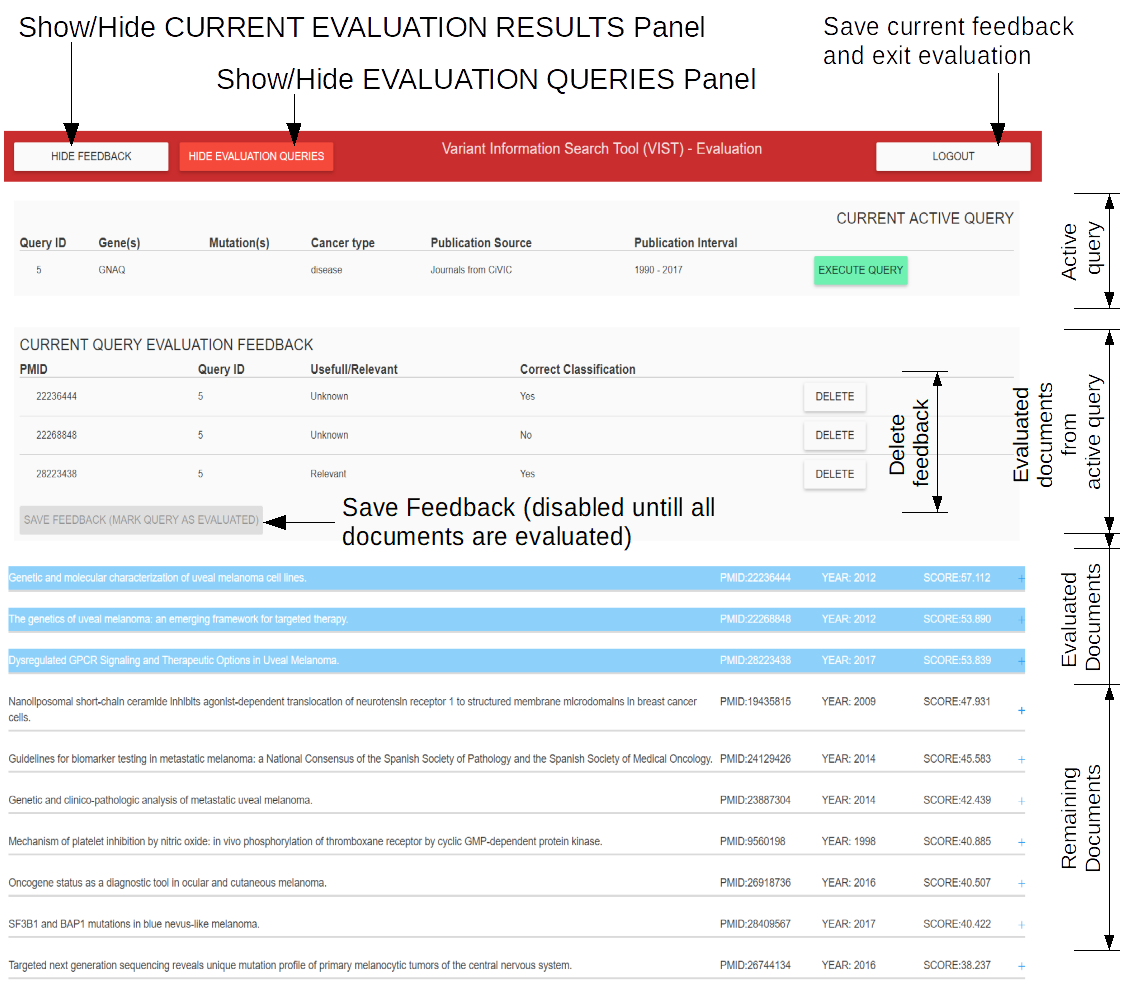 Show/Hide CURRENT EVALUATION RESULTS Panel
Save current feedback
and exit evaluation
Show/Hide EVALUATION QUERIES Panel
HIDE FEEDBACK HIDE EVALUATION QUERIES Variant Information Search Tool (VIST) - Evaluation LOGOUT
CURRENT ACTIVE QUERY
Query ID Gene(s) Mutation(s) Cancer type Publication Source Publication Interval
5 GNAQ disease Journals from CiVIC 1990 - 2017 EXECUTE QUERY
Active
query
CURRENT QUERY EVALUATION FEEDBACK
PMID Query ID Usefull/Relevant Correct Classification
22236444 5 Unknown Yes DELETE
22268848 5 Unknown No DELETE
28223438 5 Relevant Yes DELETE
Delete
feedback
Evaluated
documents
from
active query
SAVE FEEDBACK (MARK QUERY AS EVALUATED)
Save Feedback (disabled untill all
documents are evaluated)
Genetic and molecular characterization of uveal melanoma cell lines. PMID:22236444 YEAR: 2012 SCORE:57.112 +
The genetics of uveal melanoma: an emerging framework for targeted therapy. PMID:22268848 YEAR: 2012 SCORE:53.890 +
Dysregulated GPCR Signaling and Therapeutic Options in Uveal Melanoma. PMID:28223438 YEAR: 2017 SCORE:53.839 +
Evaluated
Documents
Nanoliposomal short-chain ceramide inhibits agonist-dependent translocation of neurotensin receptor 1 to structured membrane microdomains in breast cancer PMID:19435815 YEAR: 2009 SCORE:47.931 +
cells.
Guidelines for biomarker testing in metastatic melanoma: a National Consensus of the Spanish Society of Pathology and the Spanish Society of Medical Oncology. PMID:24129426 YEAR: 2014 SCORE:45.583 +
Genetic and clinico-pathologic analysis of metastatic uveal melanoma. PMID:23887304 YEAR: 2014 SCORE:42.439 +
Mechanism of platelet inhibition by nitric oxide: in vivo phosphorylation of thromboxane receptor by cyclic GMP-dependent protein kinase. PMID:9560198 YEAR: 1998 SCORE:40.885 +
Oncogene status as a diagnostic tool in ocular and cutaneous melanoma. PMID:26918736 YEAR: 2016 SCORE:40.507 +
SF3B1 and BAP1 mutations in blue nevus-like melanoma. PMID:28409567 YEAR: 2017 SCORE:40.422 +
Targeted next generation sequencing reveals unique mutation profile of primary melanocytic tumors of the central nervous system. PMID:26744134 YEAR: 2016 SCORE:38.237 +
Remaining
Documents